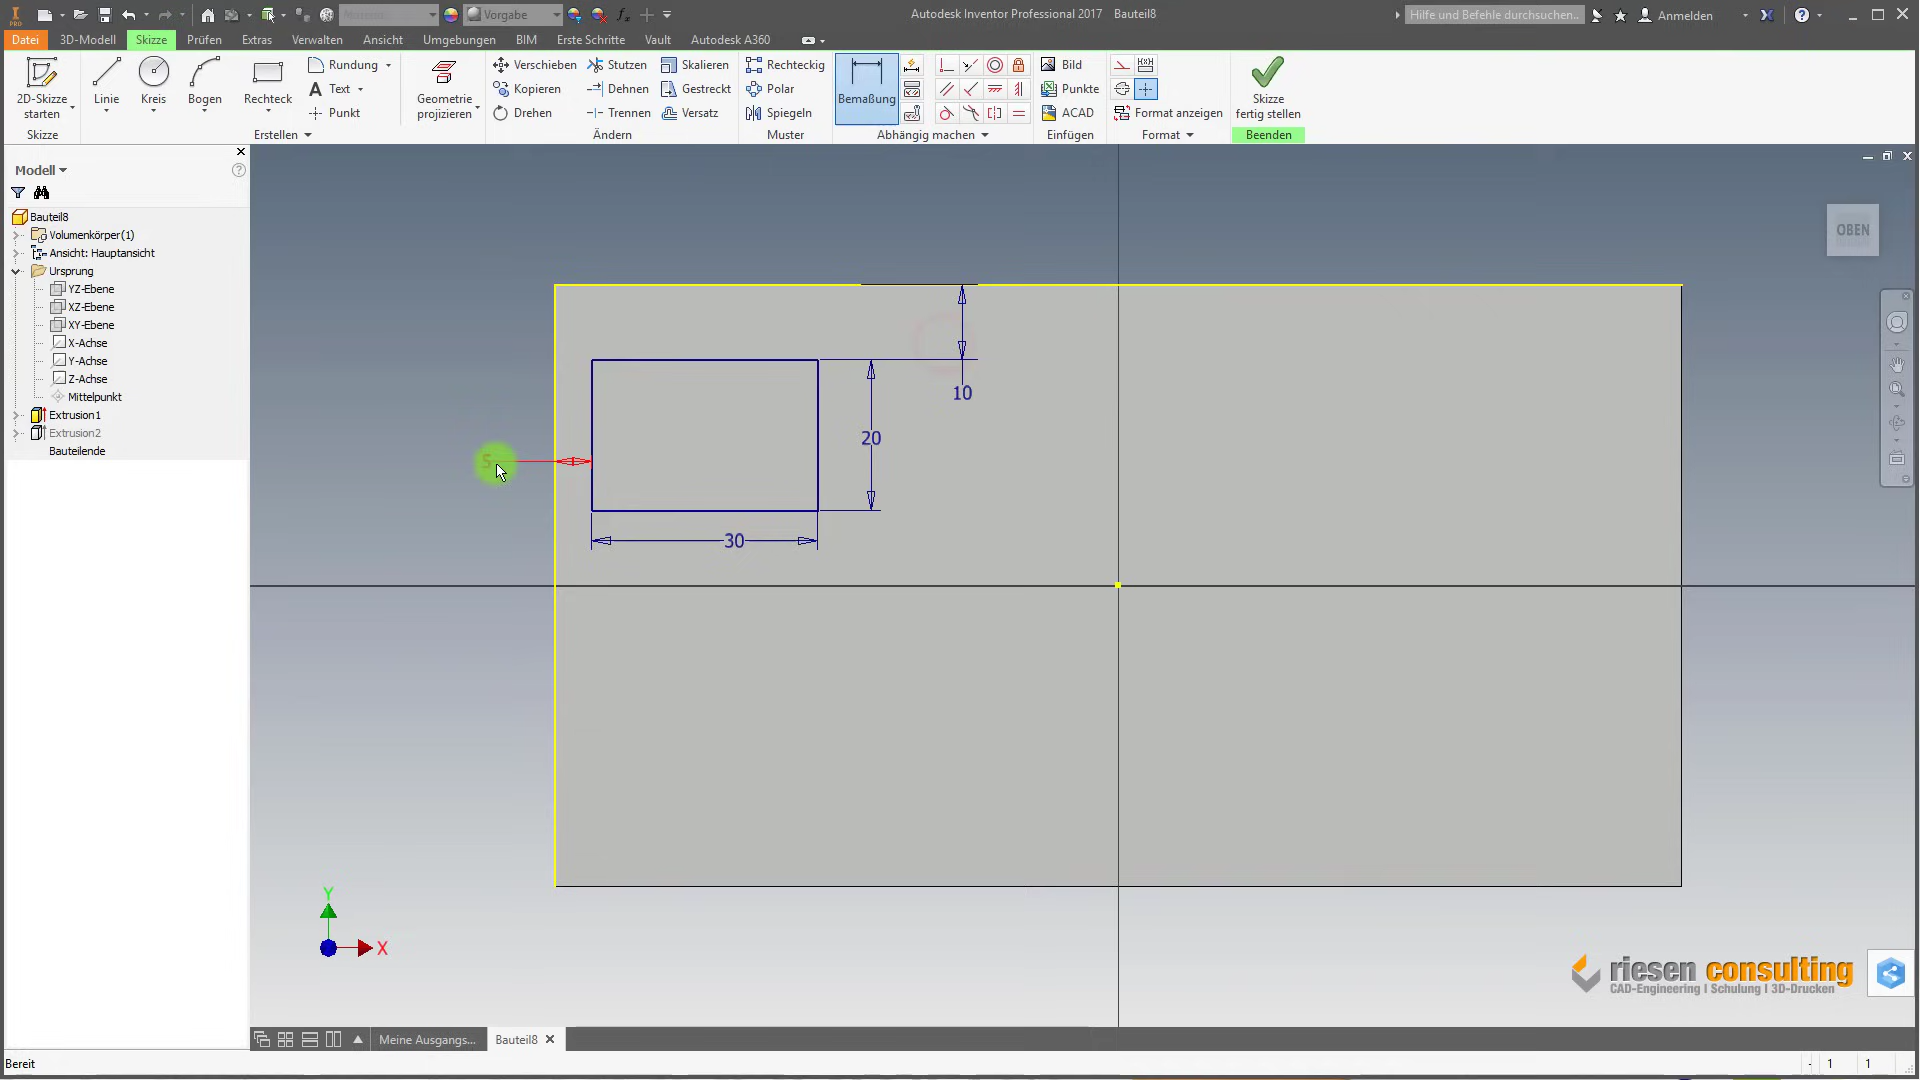 Vorgabe
Autodesk Inventor Professional 2017 Bauteil8
Hilfe und Befehle durchsuchen...
Anmelden
Datei 3D-Modell Skizze Prüfen Extras Verwalten Ansicht Umgebungen BIM Erste Schritte Vault Autodesk A360
2D-Skizze
starten
Linie
Kreis
Bogen
Rechteck
Rundung
Text
Punkt
Geometrie
projizieren
Verschieben Stutzen Skalieren
Kopieren Dehnen Gestreckt
Drehen Trennen Versatz
Rechteckig
Polar
Spiegeln
Bemaßung
Bild
Punkte
ACAD
Format anzeigen
Skizze
fertig stellen
Skizze Erstellen Ändern Muster Abhängig machen Einfügen Format Beenden
Modell
Bauteil8
Volumenkörper(1)
Ansicht: Hauptansicht
Ursprung
YZ-Ebene
XZ-Ebene
XY-Ebene
X-Achse
Y-Achse
Z-Achse
Mittelpunkt
Extrusion1
Extrusion2
Bauteilende
OBEN
10
20
5
30
Y
X
riesen consulting
CAD-Engineering | Schulung | 3D-Drucken
Meine Ausgangs... Bauteil8
Bereit
1 1